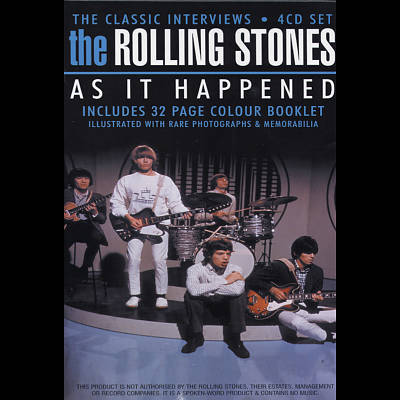 THE CLASSIC INTERVIEWS • 4CD SET
the ROLLING STONES
AS IT HAPPENED
INCLUDES 32 PAGE COLOUR BOOKLET
ILLUSTRATED WITH RARE PHOTOGRAPHS & MEMORABILIA
THIS PRODUCT IS NOT AUTHORISED BY THE ROLLING STONES, THEIR ESTATES, MANAGEMENT
OR RECORD COMPANIES. IT IS A SPOKEN-WORD PRODUCT & CONTAINS NO MUSIC.